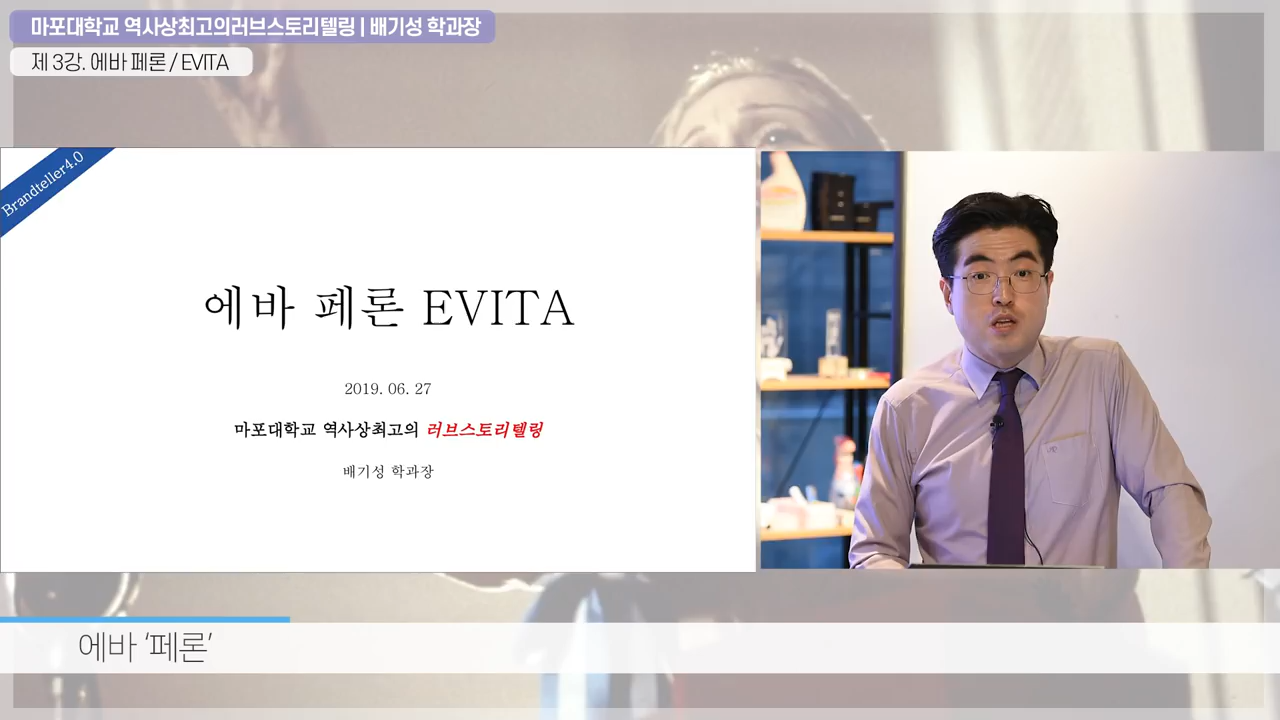 마포대학교 역사상최고의러브스토리텔링 | 배기성 학과장
제 3강. 에바 페론 / EVITA
Brandteller4.0
에바 페론 EVITA
2019. 06. 27
마포대학교 역사상최고의 러브스토리텔링
배기성 학과장
에바 ‘페론’